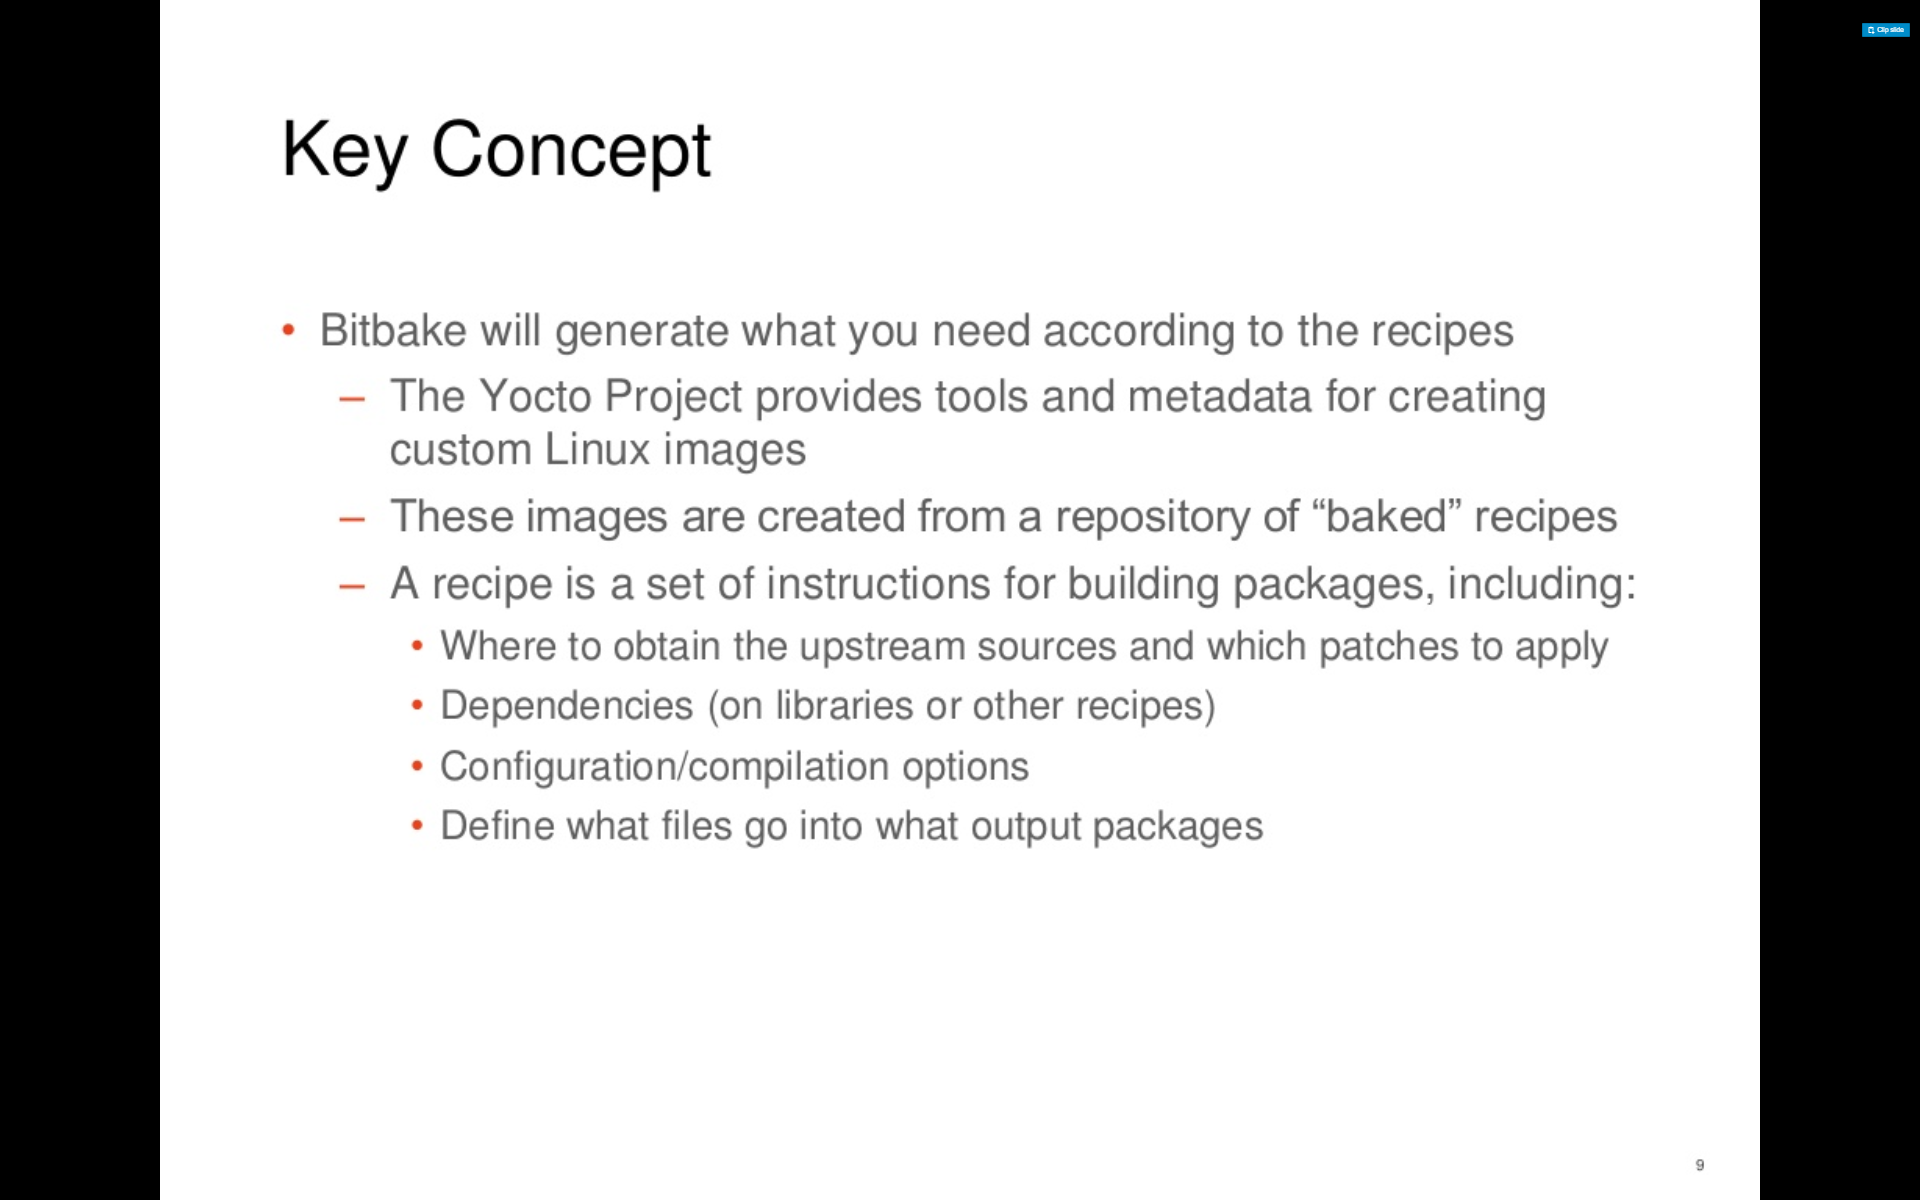 Clip slide
Key Concept
• Bitbake will generate what you need according to the recipes
– The Yocto Project provides tools and metadata for creating
custom Linux images
– These images are created from a repository of “baked” recipes
– A recipe is a set of instructions for building packages, including:
• Where to obtain the upstream sources and which patches to apply
• Dependencies (on libraries or other recipes)
• Configuration/compilation options
• Define what files go into what output packages
9